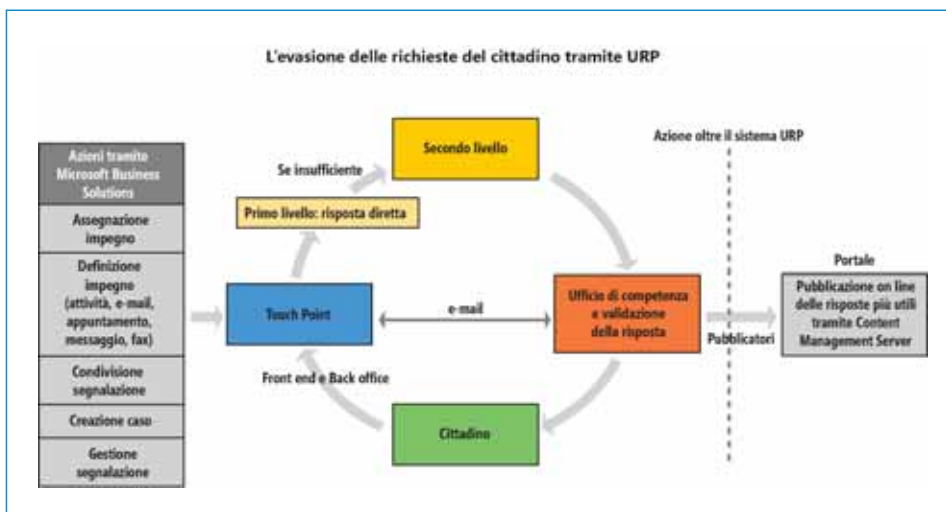 L'evasione delle richieste del cittadino tramite URP
Azioni tramite
Microsoft Business
Solutions
Assegnazione
impegno
Definizione
impegno
(attività, e-mail,
appuntamento,
messaggio, fax)
Condivisione
segnalazione
Creazione caso
Gestione
segnalazione
Secondo livello
Se insufficiente
Primo livello: risposta diretta
Touch Point
e-mail
Front end e Back office
Cittadino
Ufficio di competenza
e validazione
della risposta
Azione oltre il sistema URP
Pubblicatori
Portale
Pubblicazione on line
delle risposte più utili
tramite Content
Management Server